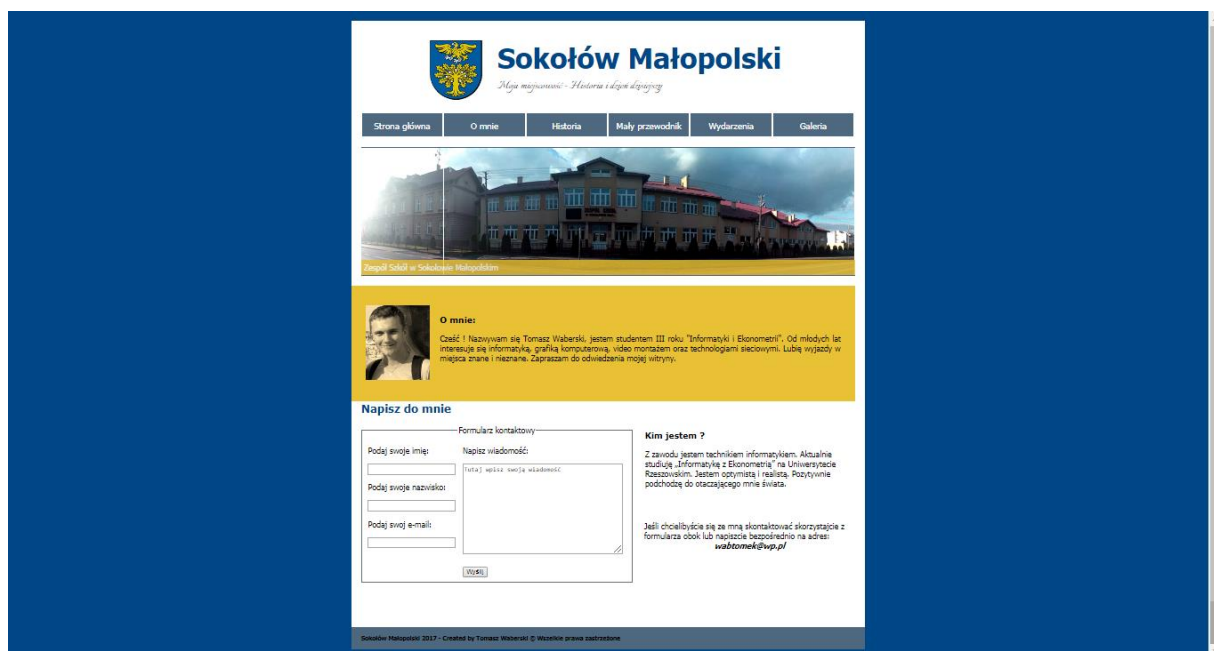 Sokołów Małopolski
Moja miejscowość - Historia i dzień dzisiejszy
Strona główna
O mnie
Historia
Mały przewodnik
Wydarzenia
Galeria
Zespół Szkół w Sokołowie Małopolskim
O mnie:
Cześć ! Nazwywam się Tomasz Waberski, jestem studentem III roku "Informatyki i Ekonometrii". Od młodych lat
interesuje się informatyką, grafiką komputerową, video montażem oraz technologiami sieciowymi. Lubię wyjazdy w
miejsca znane i nieznane. Zapraszam do odwiedzenia mojej witryny.
Napisz do mnie
Formularz kontaktowy
Podaj swoje imię:
Napisz wiadomość:
Tutaj wpisz swoją wiadomość
Podaj swoje nazwisko:
Podaj swoj e-mail:
Wyślij
Kim jestem ?
Z zawodu jestem technikiem informatykiem. Aktualnie
studiuję „Informatykę z Ekonometrią" na Uniwersytecie
Rzeszowskim. Jestem optymistą i realistą. Pozytywnie
podchodzę do otaczającego mnie świata.
Jeśli chcielibyście się ze mną skontaktować skorzystajcie z
formularza obok lub napiszcie bezpośrednio na adres:
wabtomek@wp.pl
Sokołów Małopolski 2017 - Created by Tomasz Waberski © Wszelkie prawa zastrzeżone